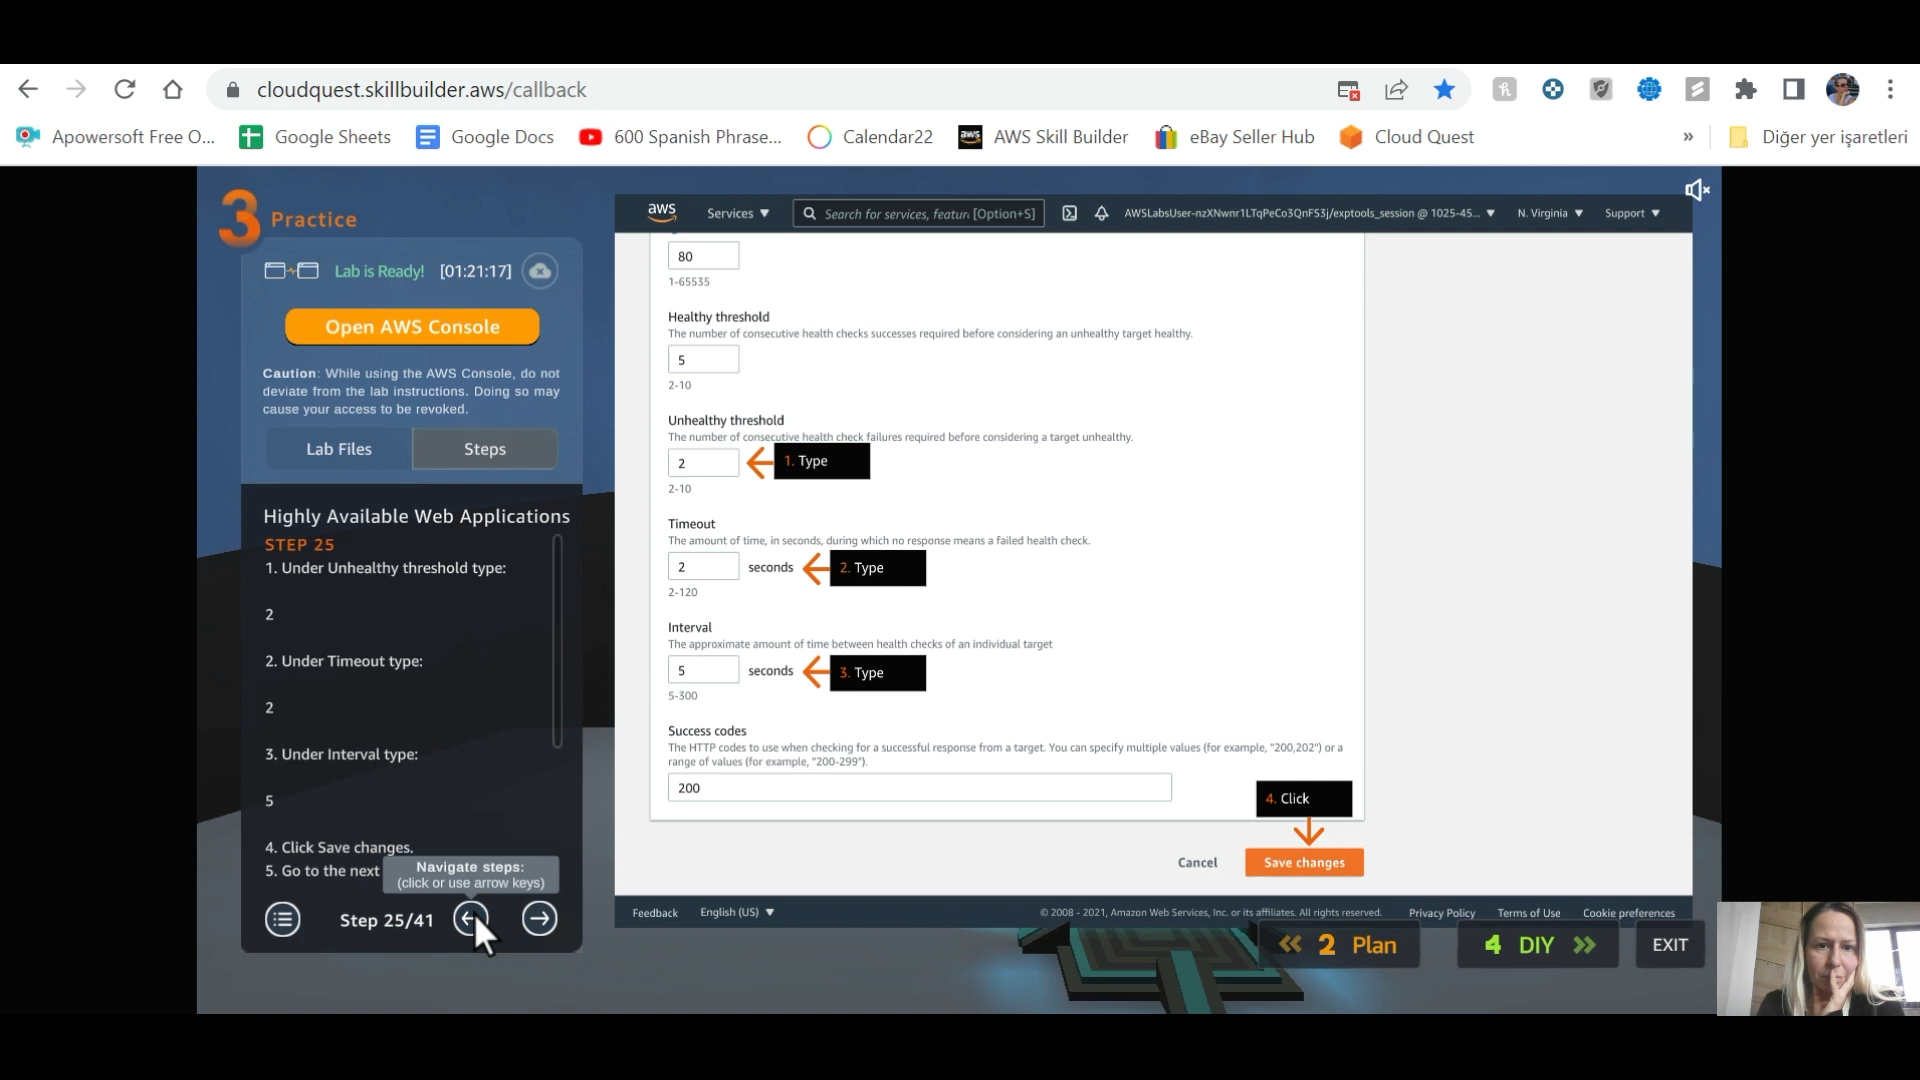 cloudquest.skillbuilder.aws/callback
Apowersoft Free O...
Google Sheets
Google Docs
600 Spanish Phrase...
Calendar22
aws
AWS Skill Builder
eBay Seller Hub
Cloud Quest
»
Diğer yer işaretleri
3 Practice
Lab is Ready! [01:21:17]
Open AWS Console
Caution: While using the AWS Console, do not
deviate from the lab instructions. Doing so may
cause your access to be revoked.
Lab Files
Steps
Highly Available Web Applications
STEP 25
1. Under Unhealthy threshold type:
2
2. Under Timeout type:
2
3. Under Interval type:
5
4. Click Save changes.
5. Go to the next
Navigate steps:
(click or use arrow keys)
Step 25/41
aws
Services ▼
Search for services, featur [Option+S]
AWSLabsUser-nzXNwnr1LTqPeCo3QnFS3j/exptools_session @ 1025-45... ▼
N. Virginia ▼
Support ▼
80
1-65535
Healthy threshold
The number of consecutive health checks successes required before considering an unhealthy target healthy.
5
2-10
Unhealthy threshold
The number of consecutive health check failures required before considering a target unhealthy.
2
1. Type
2-10
Timeout
The amount of time, in seconds, during which no response means a failed health check.
2 seconds
2. Type
2-120
Interval
The approximate amount of time between health checks of an individual target
5 seconds
3. Type
5-300
Success codes
The HTTP codes to use when checking for a successful response from a target. You can specify multiple values (for example, "200,202") or a
range of values (for example, "200-299").
200
4. Click
Cancel
Save changes
Feedback
English (US) ▼
© 2008 - 2021, Amazon Web Services, Inc. or its affiliates. All rights reserved.
Privacy Policy
Terms of Use
Cookie preferences
« 2 Plan
4 DIY »
EXIT